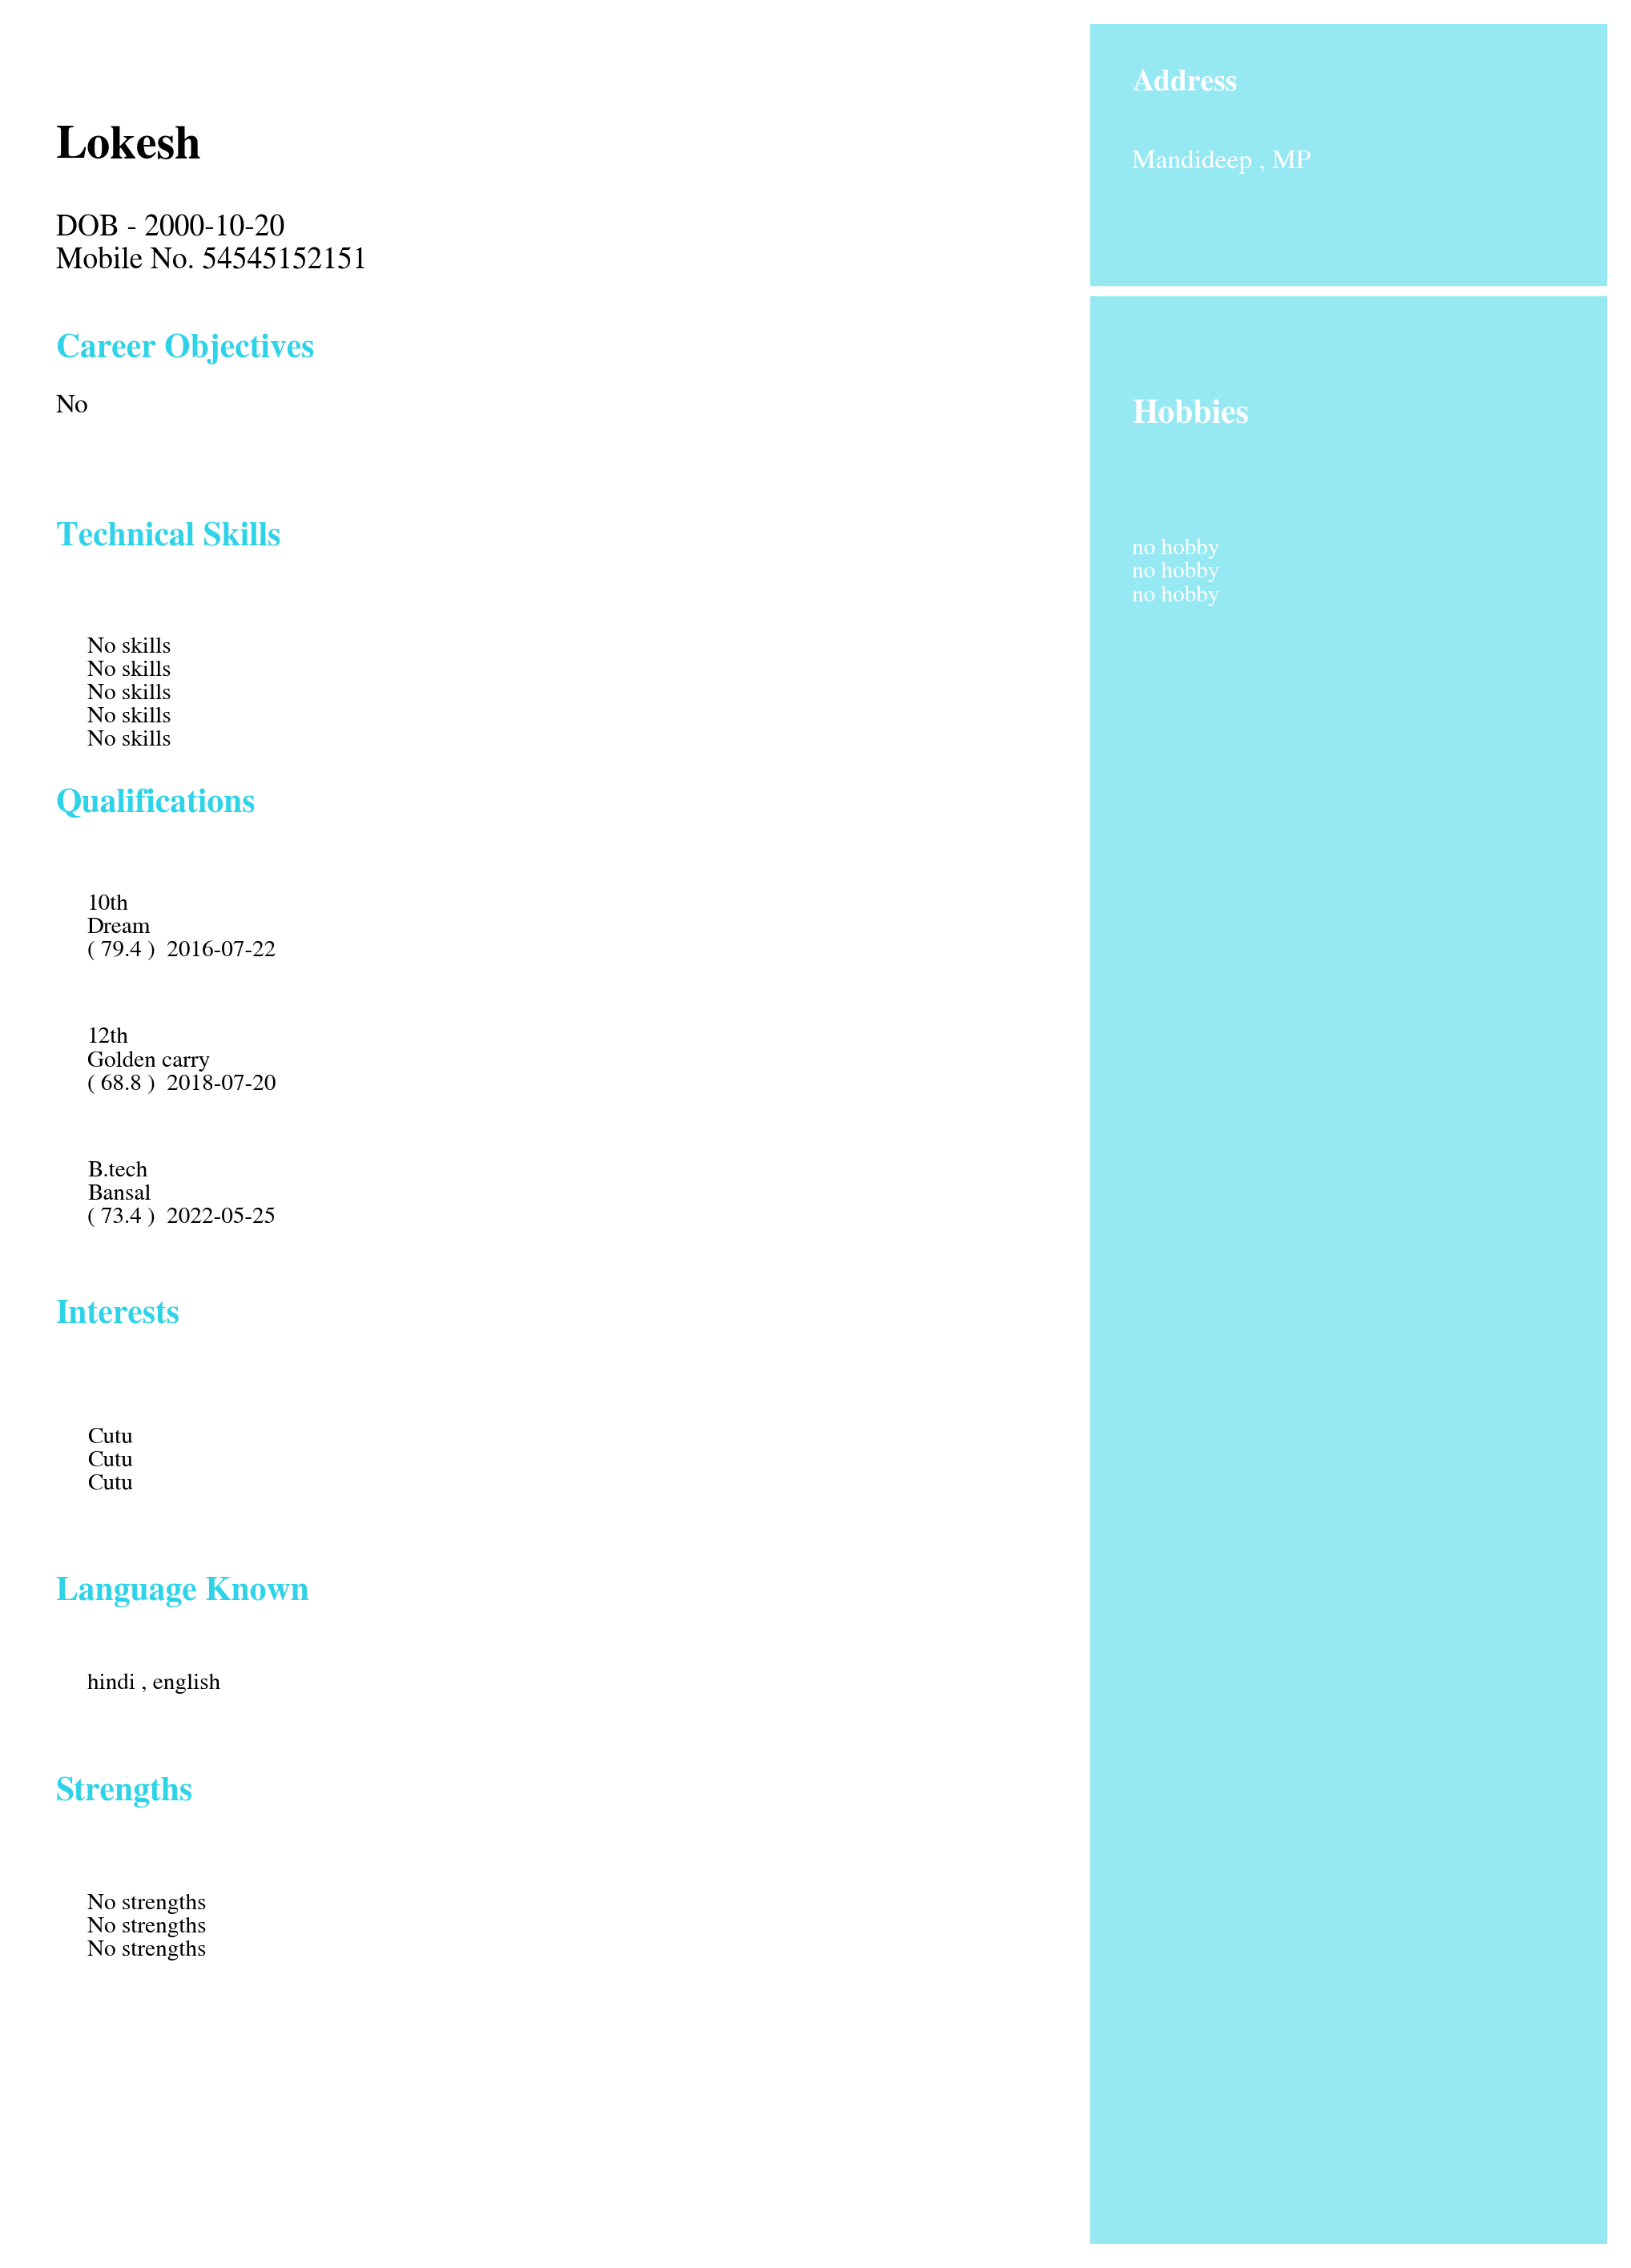 Lokesh
DOB - 2000-10-20
Mobile No. 54545152151
Career Objectives
No
Technical Skills
No skills
No skills
No skills
No skills
No skills
Qualifications
10th
Dream
( 79.4 )  2016-07-22
12th
Golden carry
( 68.8 )  2018-07-20
B.tech
Bansal
( 73.4 )  2022-05-25
Interests
Cutu
Cutu
Cutu
Language Known
hindi , english
Strengths
No strengths
No strengths
No strengths
Address
Mandideep , MP
Hobbies
no hobby
no hobby
no hobby